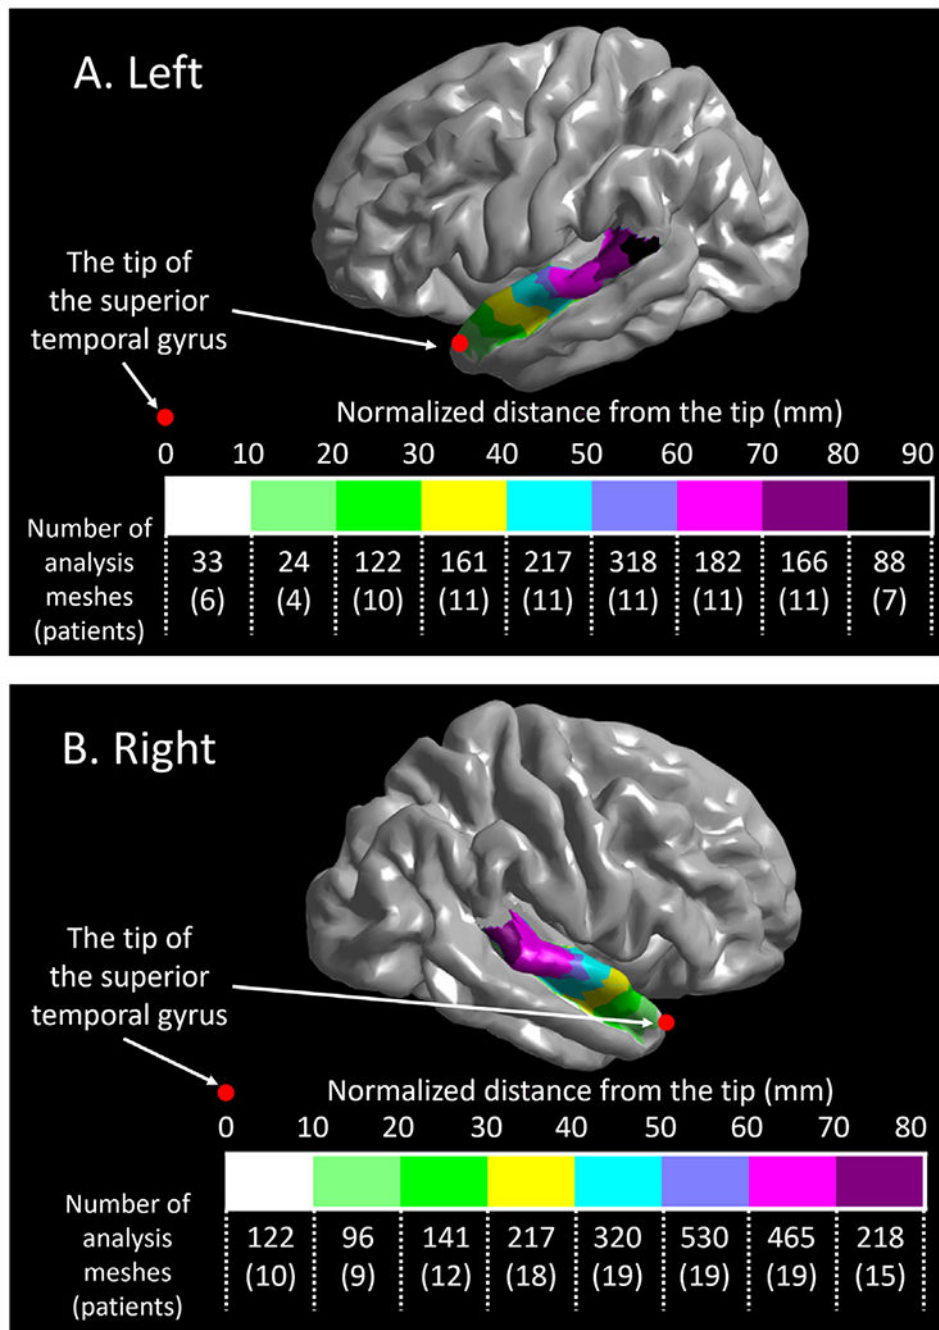 A. Left
The tip of
the superior
temporal gyrus
Normalized distance from the tip (mm)
0 10 20 30 40 50 60 70 80 90
Number of
analysis
meshes
(patients)
33 24 122 161 217 318 182 166 88
(6) (4) (10) (11) (11) (11) (11) (11) (7)
B. Right
The tip of
the superior
temporal gyrus
Normalized distance from the tip (mm)
0 10 20 30 40 50 60 70 80
Number of
analysis
meshes
(patients)
122 96 141 217 320 530 465 218
(10) (9) (12) (18) (19) (19) (19) (15)